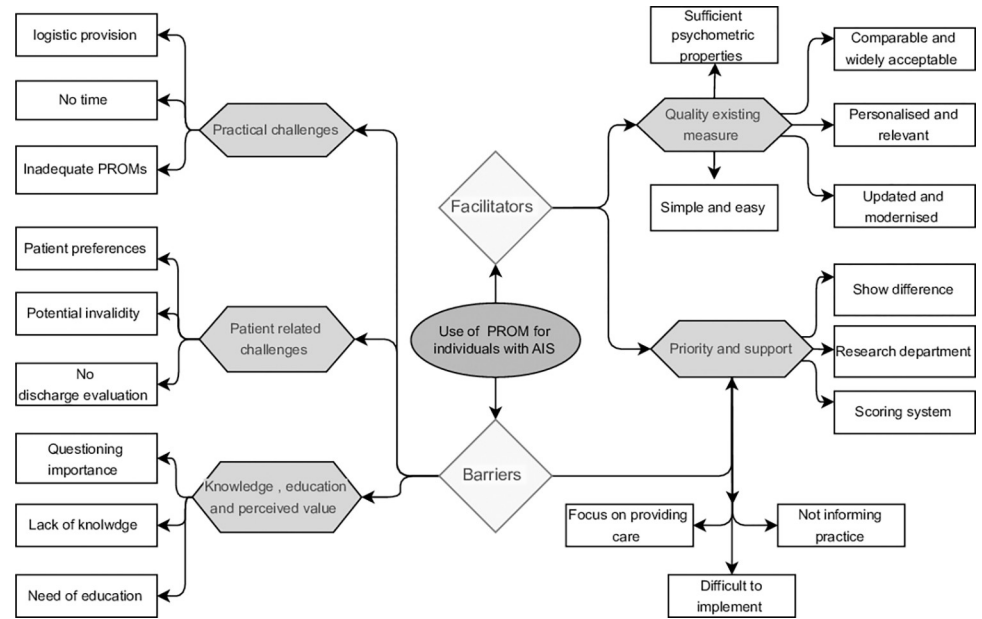 logistic provision
No time
Inadequate PROMs
Practical challenges
Patient preferences
Potential invalidity
No
discharge evaluation
Patient related
challenges
Questioning
importance
Lack of knolwdge
Need of education
Knowledge , education
and perceived value
Facilitators
Use of PROM for
individuals with AIS
Barriers
Sufficient
psychometric
properties
Quality existing
measure
Simple and easy
Comparable and
widely acceptable
Personalised and
relevant
Updated and
modernised
Priority and support
Show difference
Research department
Scoring system
Focus on providing
care
Not informing
practice
Difficult to
implement